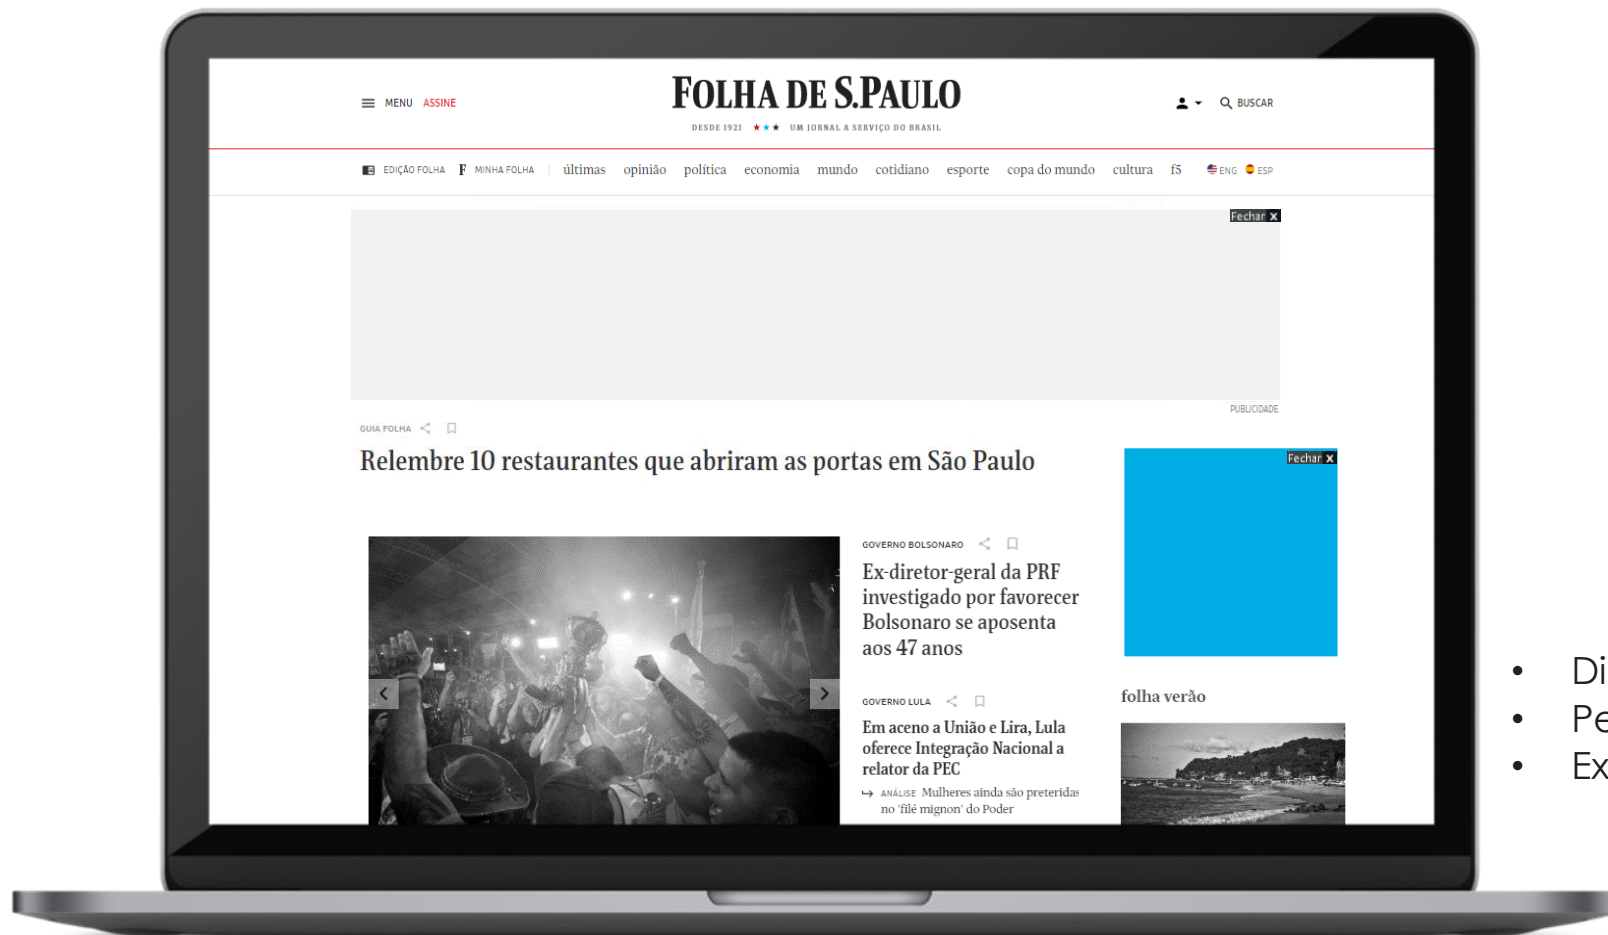 MENU ASSINE
FOLHA DE S.PAULO
DESDE 1921 ★★★ UM JORNAL A SERVIÇO DO BRASIL
BUSCAR
EDIÇÃO FOLHA F MINHA FOLHA últimas opinião política economia mundo cotidiano esporte copa do mundo cultura f5 ENG ESP
Fechar x
PUBLICIDADE
GUIA FOLHA
Relembre 10 restaurantes que abriram as portas em São Paulo
Fechar x
GOVERNO BOLSONARO
Ex-diretor-geral da PRF
investigado por favorecer
Bolsonaro se aposenta
aos 47 anos
GOVERNO LULA
Em aceno a União e Lira, Lula
oferece Integração Nacional a
relator da PEC
ANÁLISE Mulheres ainda são preteridas
no 'filé mignon' do Poder
folha verão
• Di
• Pe
• Ex